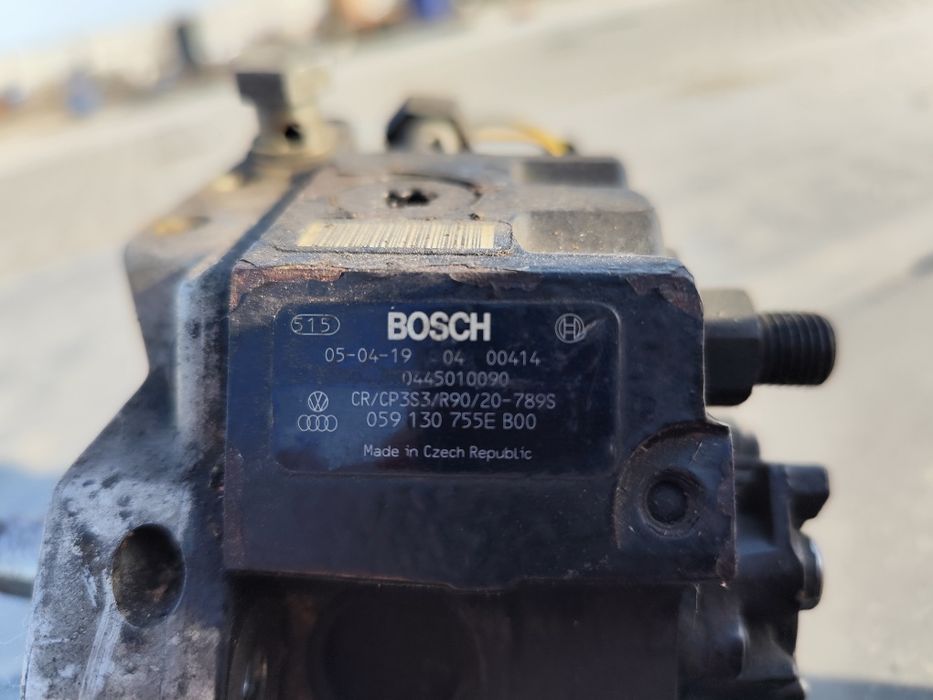 515 BOSCH
05-04-19 04 00414
0445010090
CR/CP3S3/R90/20-789S
059 130 755E B00
Made in Czech Republic